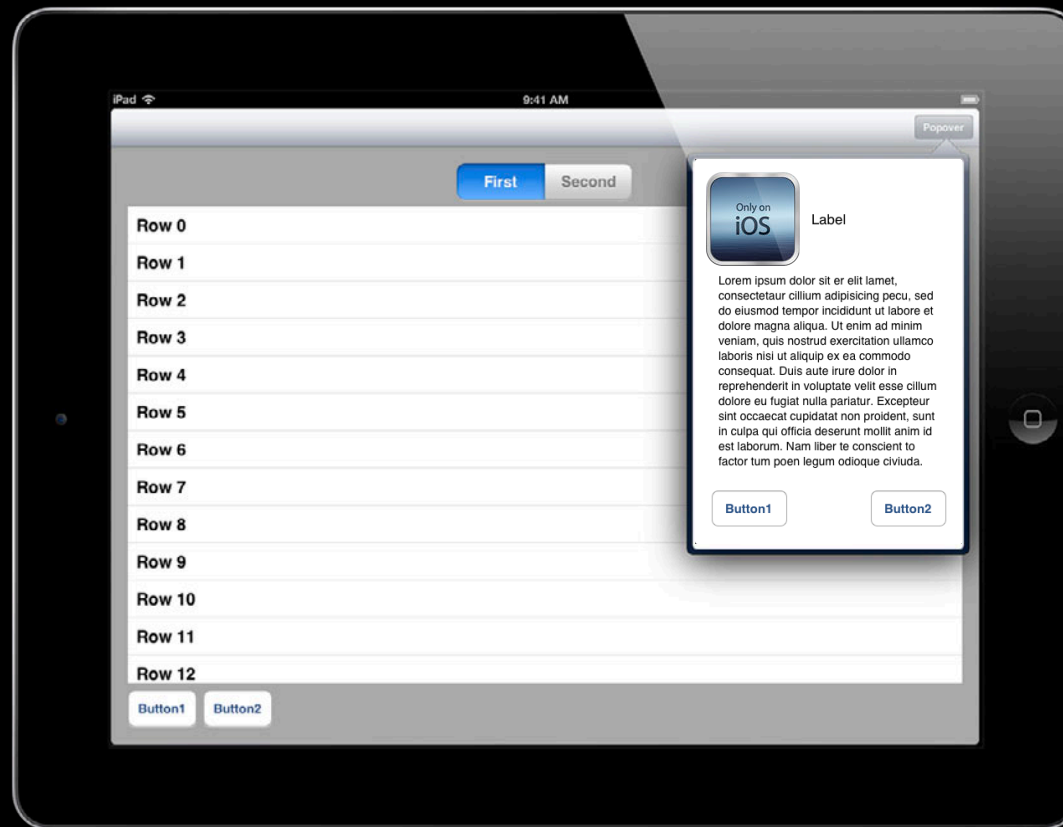 iPad
9:41 AM
Popover
First
Second
Row 0
Row 1
Row 2
Row 3
Row 4
Row 5
Row 6
Row 7
Row 8
Row 9
Row 10
Row 11
Row 12
Button1
Button2
Only on
iOS
Label
Lorem ipsum dolor sit er elit lamet,
consectetaur cillium adipisicing pecu, sed
do eiusmod tempor incididunt ut labore et
dolore magna aliqua. Ut enim ad minim
veniam, quis nostrud exercitation ullamco
laboris nisi ut aliquip ex ea commodo
consequat. Duis aute irure dolor in
reprehenderit in voluptate velit esse cillum
dolore eu fugiat nulla pariatur. Excepteur
sint occaecat cupidatat non proident, sunt
in culpa qui officia deserunt mollit anim id
est laborum. Nam liber te conscient to
factor tum poen legum odioque civiuda.
Button1
Button2